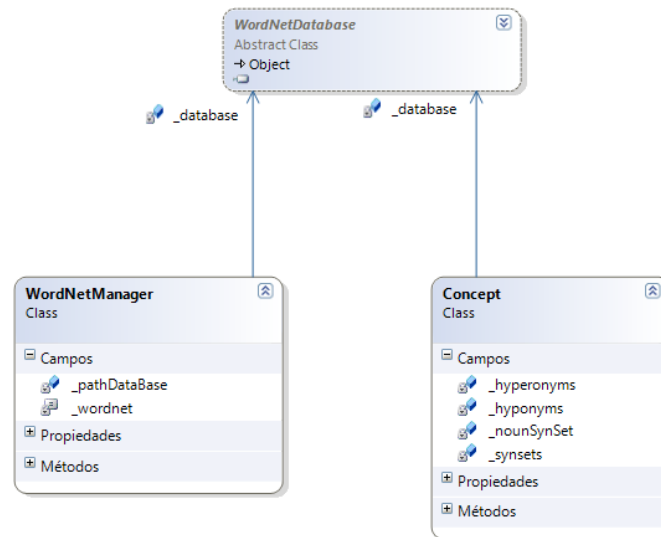 WordNetDatabase
Abstract Class
Object
_database
_database
WordNetManager
Class
Campos
_pathDataBase
_wordnet
Propiedades
Métodos
Concept
Class
Campos
_hyperonyms
_hyponyms
_nounSynSet
_synsets
Propiedades
Métodos